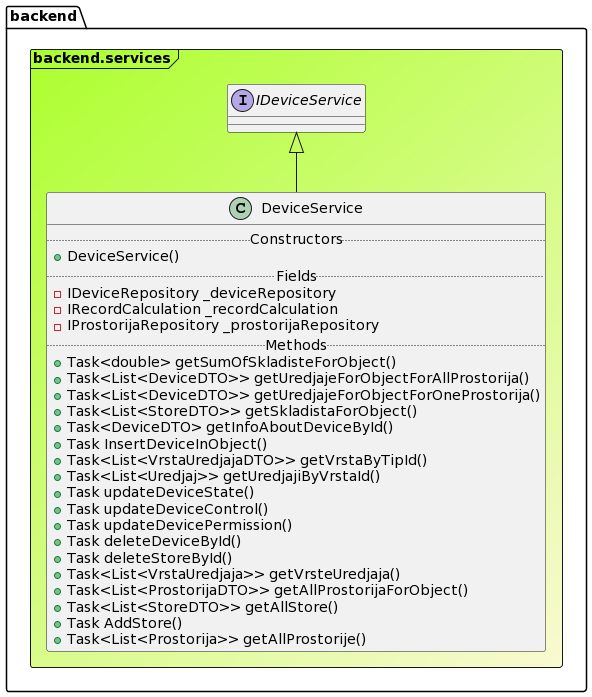 backend
backend.services
I IDeviceService
C DeviceService
Constructors
DeviceService()
Fields
IDeviceRepository _deviceRepository
IRecordCalculation _recordCalculation
IProstorijaRepository _prostorijaRepository
Methods
Task<double> getSumOfSkladisteForObject()
Task<List<DeviceDTO>> getUredjajeForObjectForAllProstorija()
Task<List<DeviceDTO>> getUredjajeForObjectForOneProstorija()
Task<List<StoreDTO>> getSkladistaForObject()
Task<DeviceDTO> getInfoAboutDeviceById()
Task InsertDeviceInObject()
Task<List<VrstaUredjajaDTO>> getVrstaByTipId()
Task<List<Uredjaj>> getUredjajiByVrstaId()
Task updateDeviceState()
Task updateDeviceControl()
Task updateDevicePermission()
Task deleteDeviceById()
Task deleteStoreById()
Task<List<VrstaUredjaja>> getVrsteUredjaja()
Task<List<ProstorijaDTO>> getAllProstorijaForObject()
Task<List<StoreDTO>> getAllStore()
Task AddStore()
Task<List<Prostorija>> getAllProstorije()